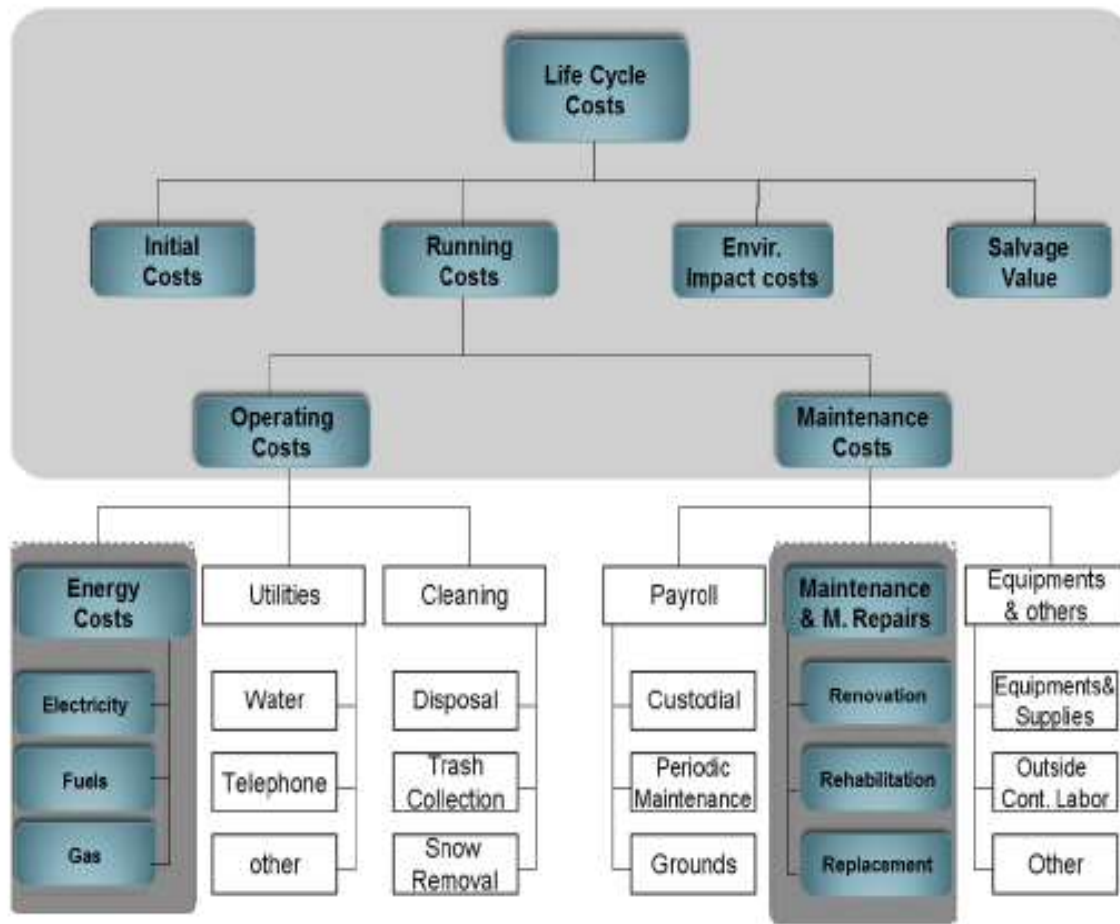 Life Cycle
Costs
Initial
Costs
Running
Costs
Envir.
Impact costs
Salvage
Value
Operating
Costs
Maintenance
Costs
Energy
Costs
Utilities
Cleaning
Payroll
Maintenance
& M. Repairs
Equipments
& others
Electricity
Water
Disposal
Custodial
Renovation
Equipments&
Supplies
Fuels
Telephone
Trash
Collection
Periodic
Maintenance
Rehabilitation
Outside
Cont. Labor
Gas
other
Snow
Removal
Grounds
Replacement
Other